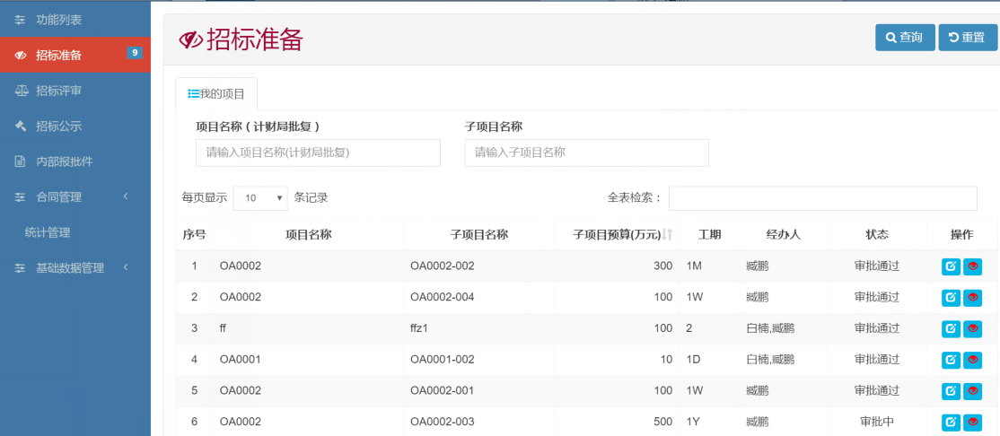 功能列表
招标准备 9
招标评审
招标公示
内部报批件
合同管理
统计管理
基础数据管理
招标准备
查询 重置
我的项目
项目名称(计财局批复) 子项目名称
请输入项目名称(计财局批复) 请输入子项目名称
每页显示 10 条记录 全表检索：
序号 项目名称 子项目名称 子项目预算(万元) 工期 经办人 状态 操作
1 OA0002 OA0002-002 300 1M 臧鹏 审批通过
2 OA0002 OA0002-004 100 1W 臧鹏 审批通过
3 ff ffz1 100 2 白楠,臧鹏 审批通过
4 OA0001 OA0001-002 10 1D 白楠,臧鹏 审批通过
5 OA0002 OA0002-001 100 1W 臧鹏 审批通过
6 OA0002 OA0002-003 500 1Y 臧鹏 审批中